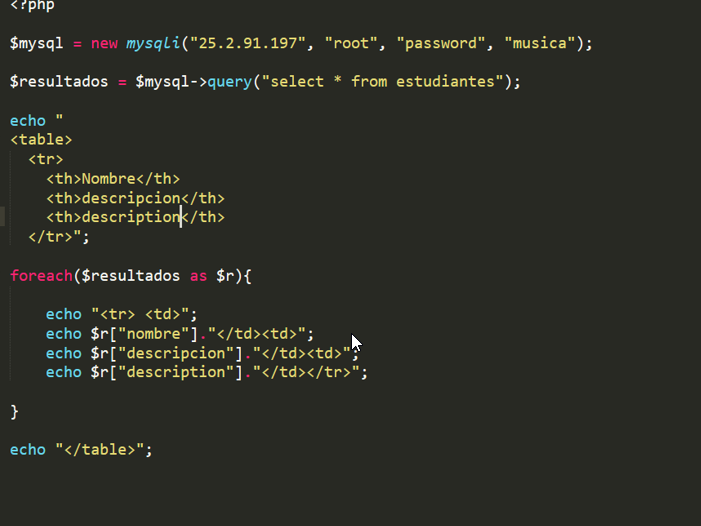 <?php
$mysql = new mysqli("25.2.91.197", "root", "password", "musica");
$resultados = $mysql->query("select * from estudiantes");
echo "
<table>
<tr>
<th>Nombre</th>
<th>descripcion</th>
<th>description</th>
</tr>";
foreach($resultados as $r){
echo "<tr> <td>";
echo $r["nombre"]."</td><td>";
echo $r["descripcion"]."</td><td>";
echo $r["description"]."</td></tr>";
}
echo "</table>";